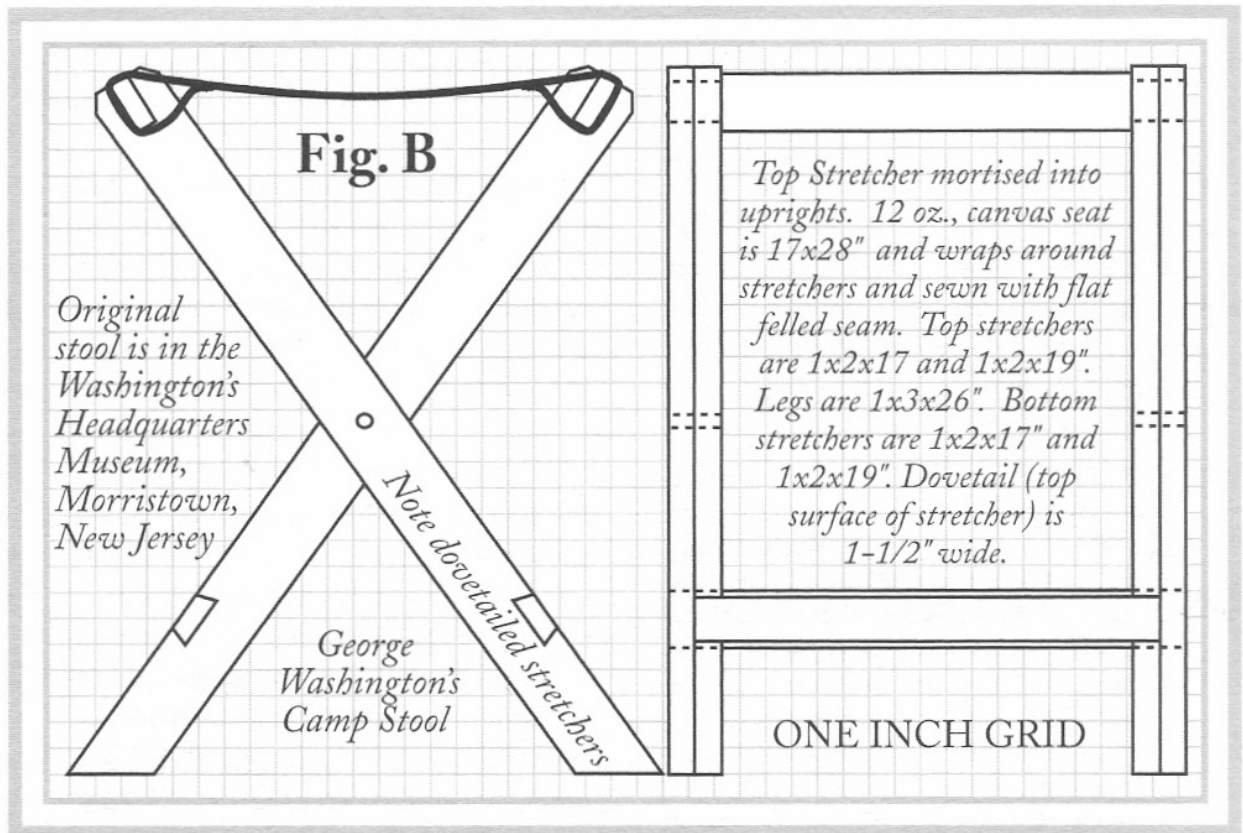 Fig. B
Original
stool is in the
Washington's
Headquarters
Museum,
Morristown,
New Jersey
Note dovetailed stretchers
George
Washington's
Camp Stool
Top Stretcher mortised into
uprights. 12 oz., canvas seat
is 17x28" and wraps around
stretchers and sewn with flat
felled seam. Top stretchers
are 1x2x17 and 1x2x19".
Legs are 1x3x26". Bottom
stretchers are 1x2x17" and
1x2x19". Dovetail (top
surface of stretcher) is
1-1/2" wide.
ONE INCH GRID